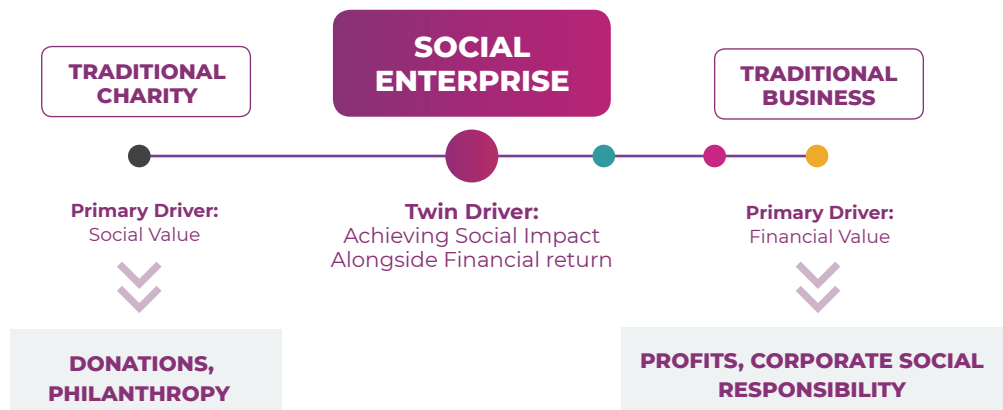 SOCIAL
ENTERPRISE
TRADITIONAL
CHARITY
TRADITIONAL
BUSINESS
Primary Driver:
Social Value
Twin Driver:
Achieving Social Impact
Alongside Financial return
Primary Driver:
Financial Value
DONATIONS,
PHILANTHROPY
PROFITS, CORPORATE SOCIAL
RESPONSIBILITY